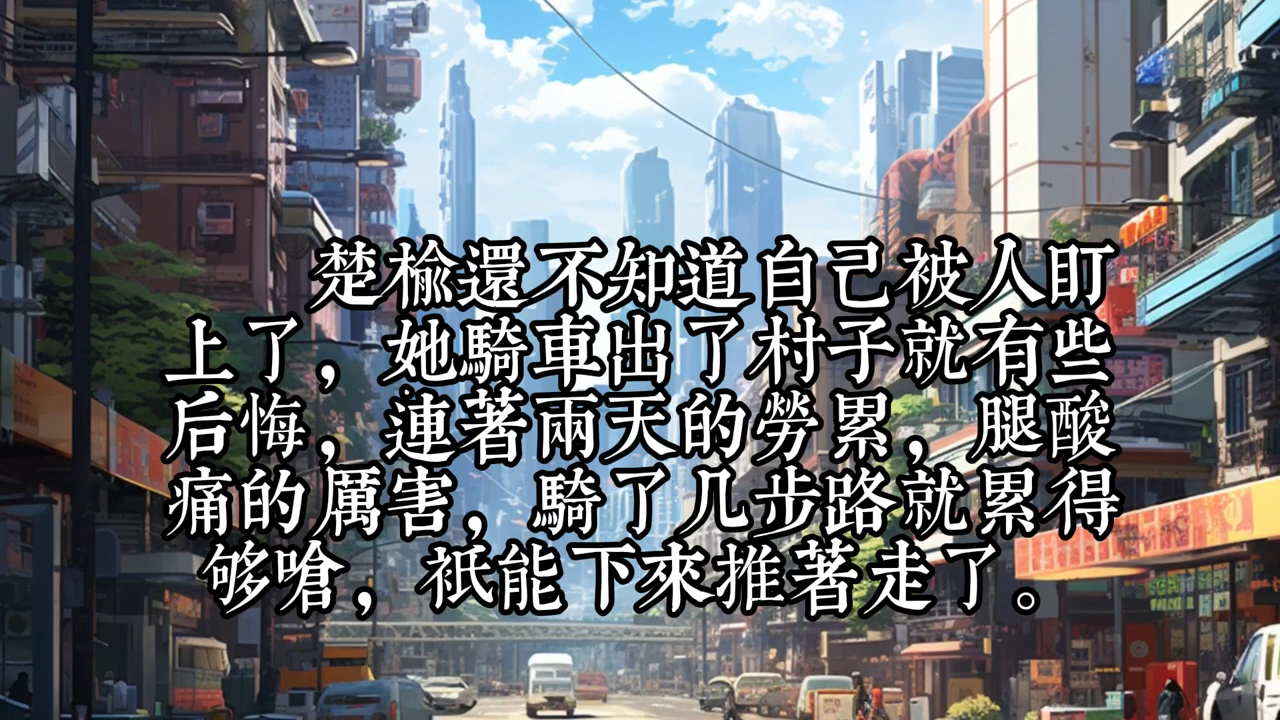 楚榆還不知道自己被人盯
上了，她騎車出了村子就有些
后悔，連著兩天的勞累，腿酸
痛的厲害，騎了几步路就累得
够嗆，祇能下來推著走了。